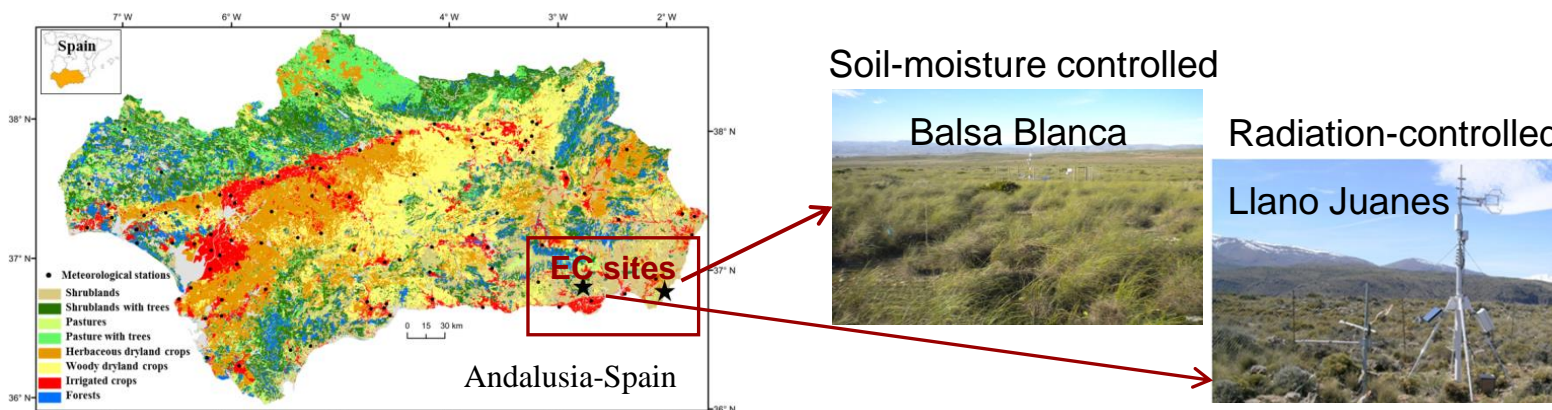 7° W 6° W 5° W 4° W 3° W 2° W
Spain
38° N
38° N
37° N
37° N
36° N
36° N
EC sites
Meteorological stations
Shrublands
Shrublands with trees
Pastures
Pasture with trees
Herbaceous dryland crops
Woody dryland crops
Irrigated crops
Forests
0 15 30 km
Andalusia-Spain
Soil-moisture controlled
Balsa Blanca
Radiation-controlled
Llano Juanes